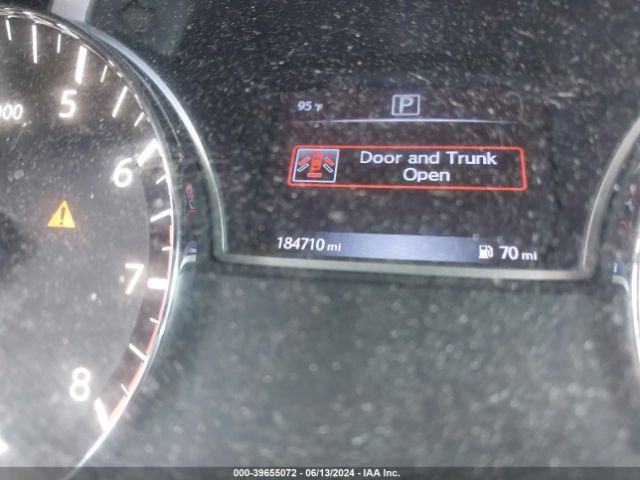 000
5
6
7
8
95 °F
P
Door and Trunk
Open
184710 mi
70 mi
000-39655072 - 06/13/2024 - IAA Inc.